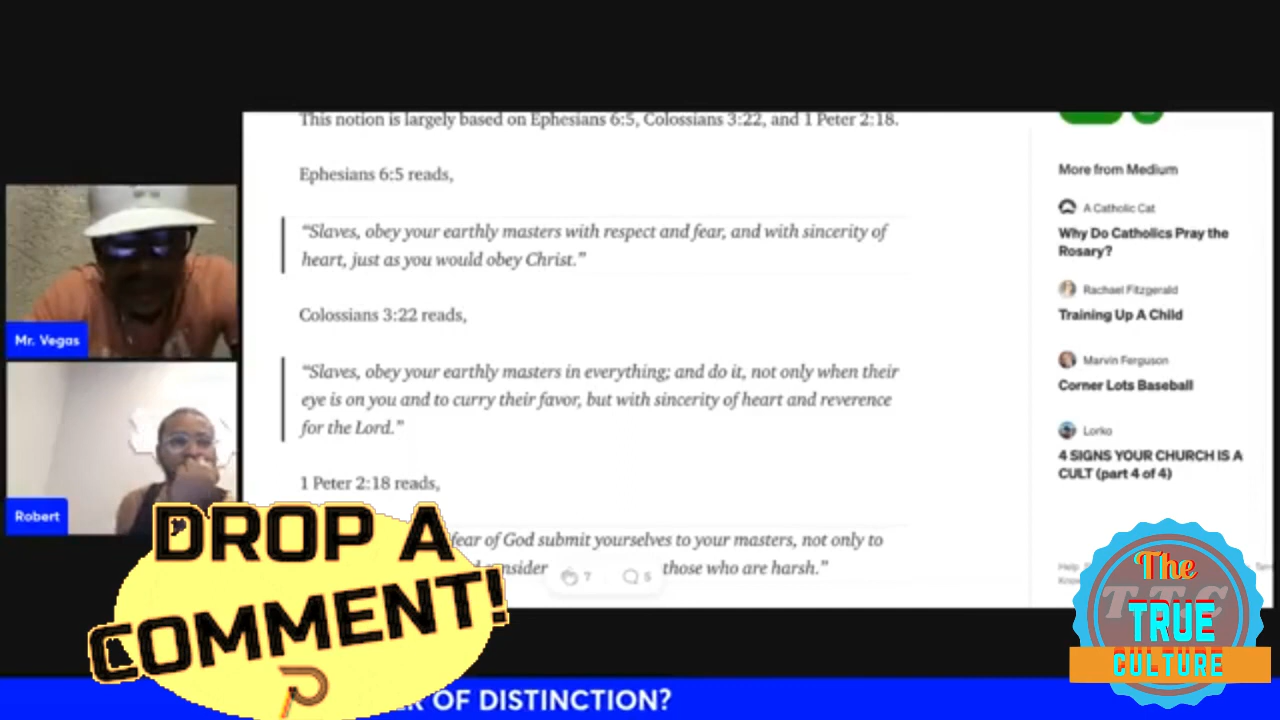 This notion is largely based on Ephesians 6:5, Colossians 3:22, and 1 Peter 2:18.
Ephesians 6:5 reads,
“Slaves, obey your earthly masters with respect and fear, and with sincerity of
heart, just as you would obey Christ.”
Colossians 3:22 reads,
“Slaves, obey your earthly masters in everything; and do it, not only when their
eye is on you and to curry their favor, but with sincerity of heart and reverence
for the Lord.”
1 Peter 2:18 reads,
fear of God submit yourselves to your masters, not only to
those who are harsh.”
7
5
More from Medium
A Catholic Cat
Why Do Catholics Pray the
Rosary?
Rachael Fitzgerald
Training Up A Child
Marvin Ferguson
Corner Lots Baseball
Lorko
4 SIGNS YOUR CHURCH IS A
CULT (part 4 of 4)
Help
Mr. Vegas
Robert
DROP A
COMMENT!
OF DISTINCTION?
The
T.T.C
TRUE
CULTURE